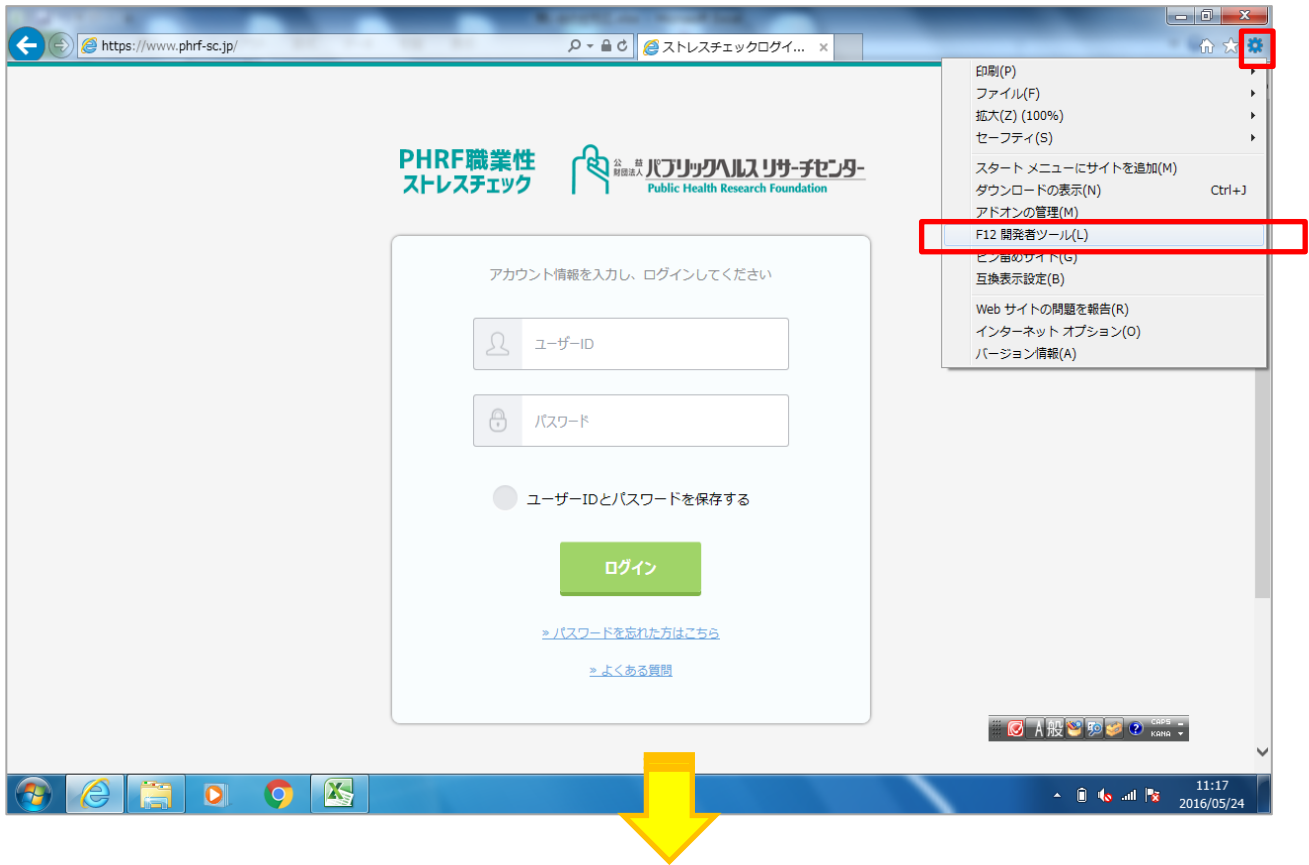 https://www.phrf-sc.jp/
ストレスチェックログイ...
印刷(P)
ファイル(F)
拡大(Z) (100%)
セーフティ(S)
スタート メニューにサイトを追加(M)
ダウンロードの表示(N) Ctrl+J
アドオンの管理(M)
F12 開発者ツール(L)
ピン留めサイト(G)
互換表示設定(B)
Web サイトの問題を報告(R)
インターネット オプション(O)
バージョン情報(A)
PHRF職業性
ストレスチェック
公益
財団法人
パブリックヘルス リサーチセンター
Public Health Research Foundation
アカウント情報を入力し、ログインしてください
ユーザーID
パスワード
ユーザーIDとパスワードを保存する
ログイン
» パスワードを忘れた方はこちら
» よくある質問
A 般
CAPS
KANA
11:17
2016/05/24